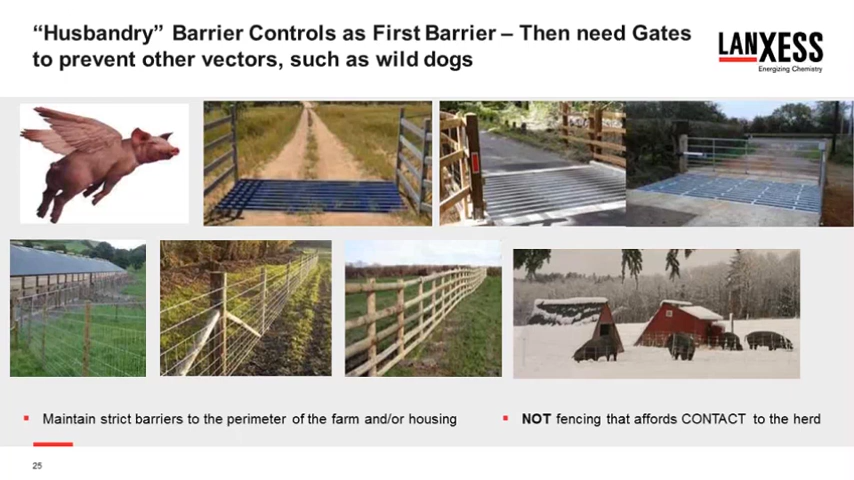 “Husbandry” Barrier Controls as First Barrier – Then need Gates
to prevent other vectors, such as wild dogs
LANXESS
Energizing Chemistry
▪ Maintain strict barriers to the perimeter of the farm and/or housing
▪ NOT fencing that affords CONTACT to the herd
25